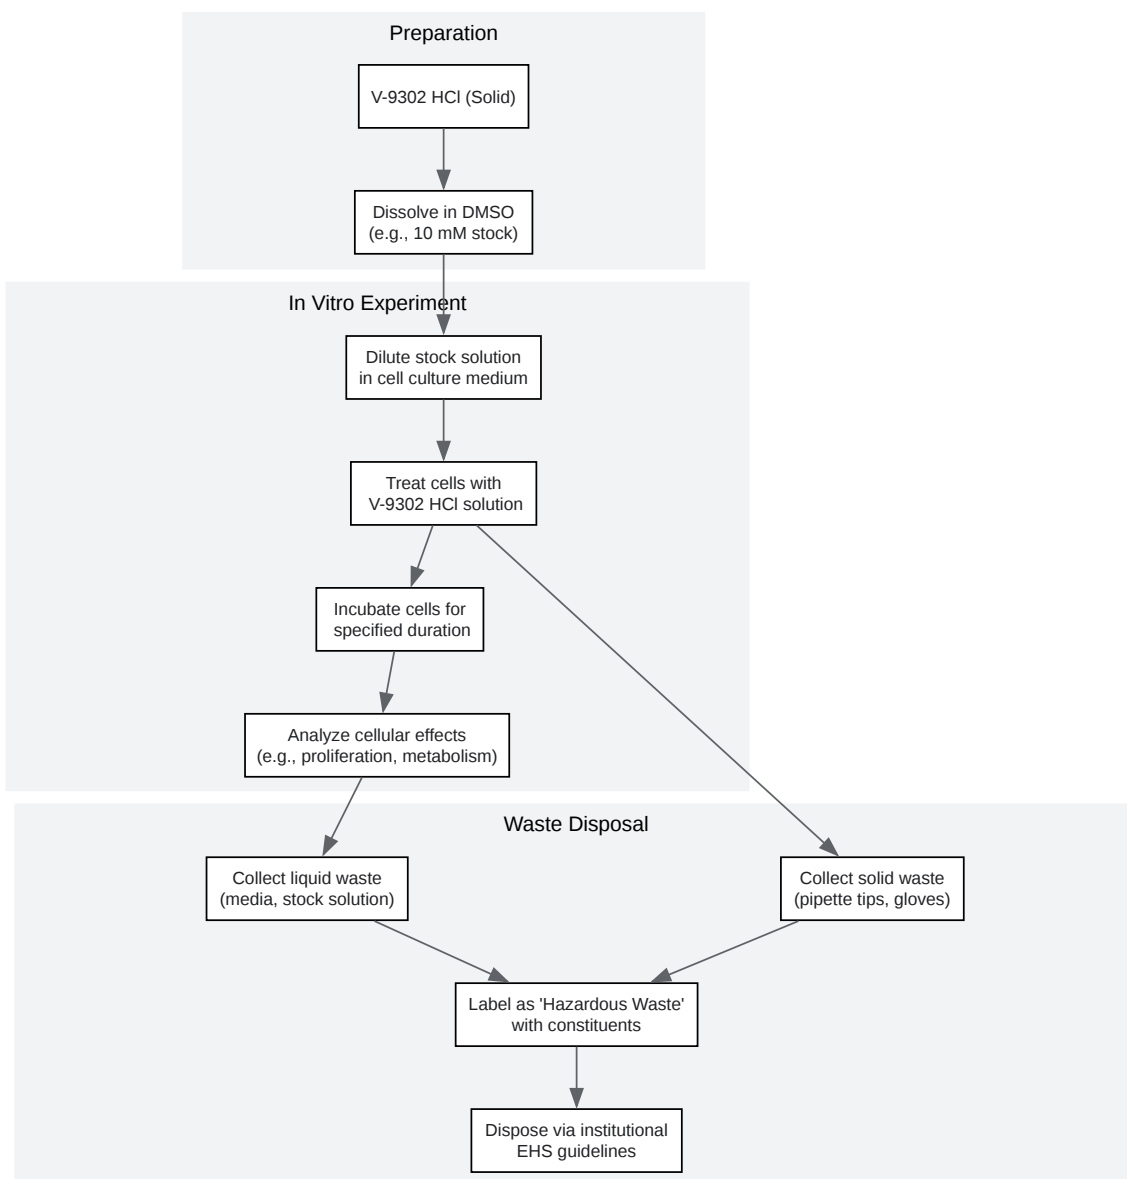 Preparation
V-9302 HCl (Solid)
Dissolve in DMSO
(e.g., 10 mM stock)
In Vitro Experiment
Dilute stock solution
in cell culture medium
Treat cells with
V-9302 HCl solution
Incubate cells for
specified duration
Analyze cellular effects
(e.g., proliferation, metabolism)
Waste Disposal
Collect liquid waste
(media, stock solution)
Collect solid waste
(pipette tips, gloves)
Label as 'Hazardous Waste'
with constituents
Dispose via institutional
EHS guidelines